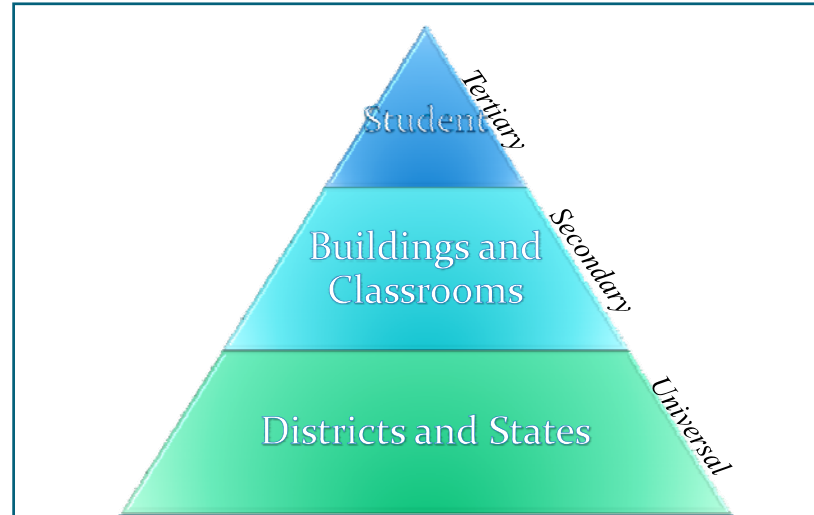 Student
Tertiary
Buildings and
Classrooms
Secondary
Districts and States
Universal